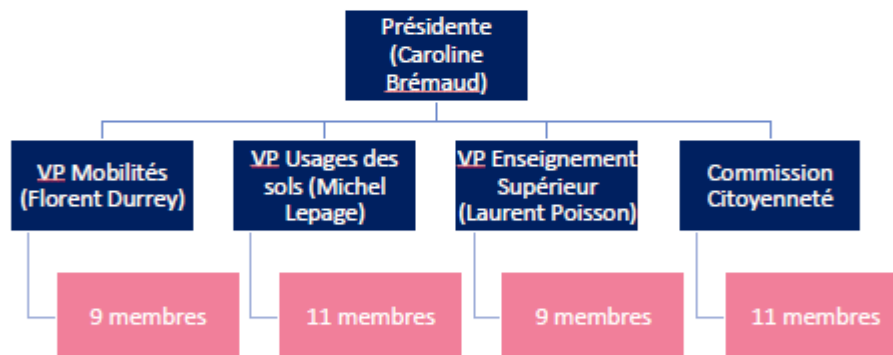 Présidente
(Caroline
Brémaud)
VP Mobilités
(Florent Durrey)
VP Usages des
sols (Michel
Lepage)
VP Enseignement
Supérieur
(Laurent Poisson)
Commission
Citoyenneté
9 membres
11 membres
9 membres
11 membres